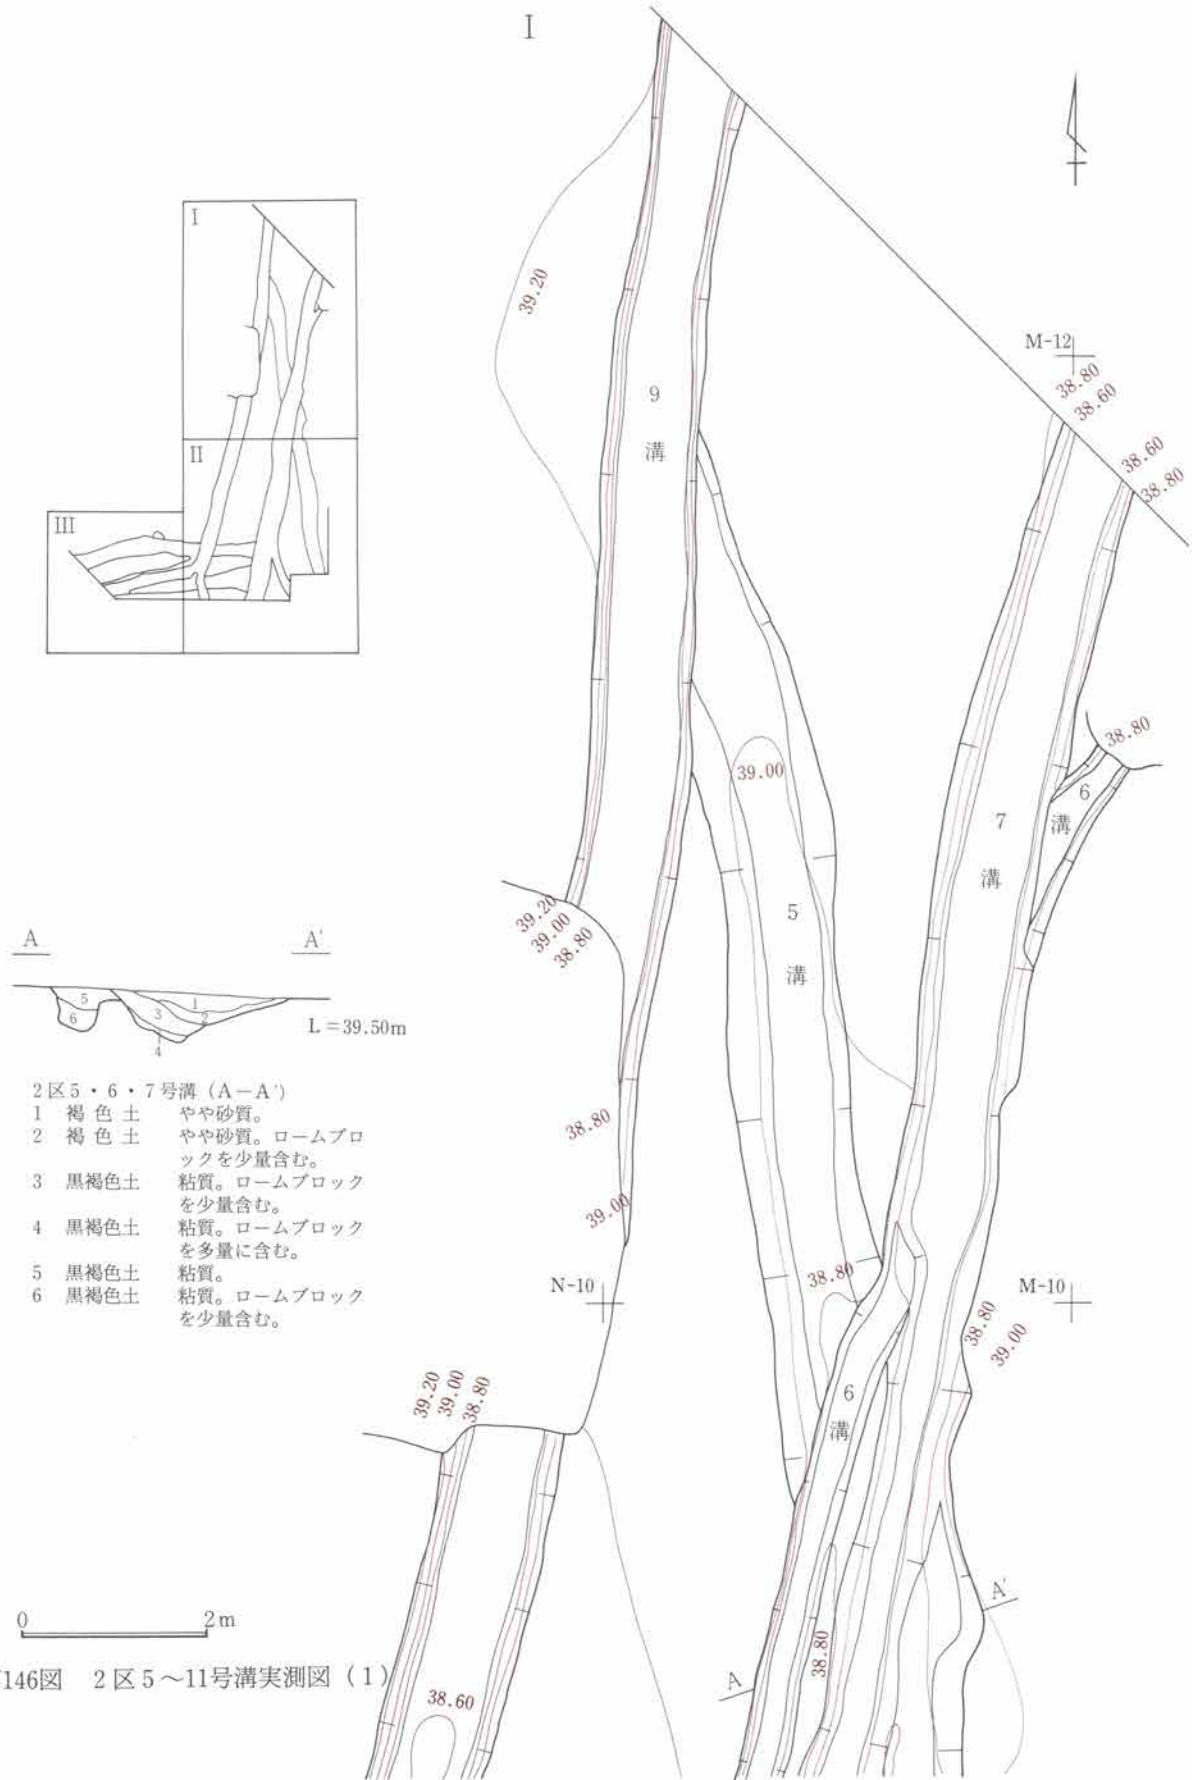 I
I
II
III
39.20
9
溝
M-12
38.80
38.60
38.60
38.80
38.80
6
溝
7
溝
39.00
5
溝
39.20
39.00
38.80
A
A'
5
6
3
1
2
4
L=39.50m
2区5・6・7号溝（A－A'）
1 褐色土 やや砂質。
2 褐色土 やや砂質。ロームブロ
ックを少量含む。
3 黒褐色土 粘質。ロームブロック
を少量含む。
4 黒褐色土 粘質。ロームブロック
を多量に含む。
5 黒褐色土 粘質。
6 黒褐色土 粘質。ロームブロック
を少量含む。
38.80
39.00
N-10
38.80
M-10
38.80
39.00
6
溝
39.20
39.00
38.80
A'
38.80
A
38.60
0 2m
146図 2区5～11号溝実測図（1）